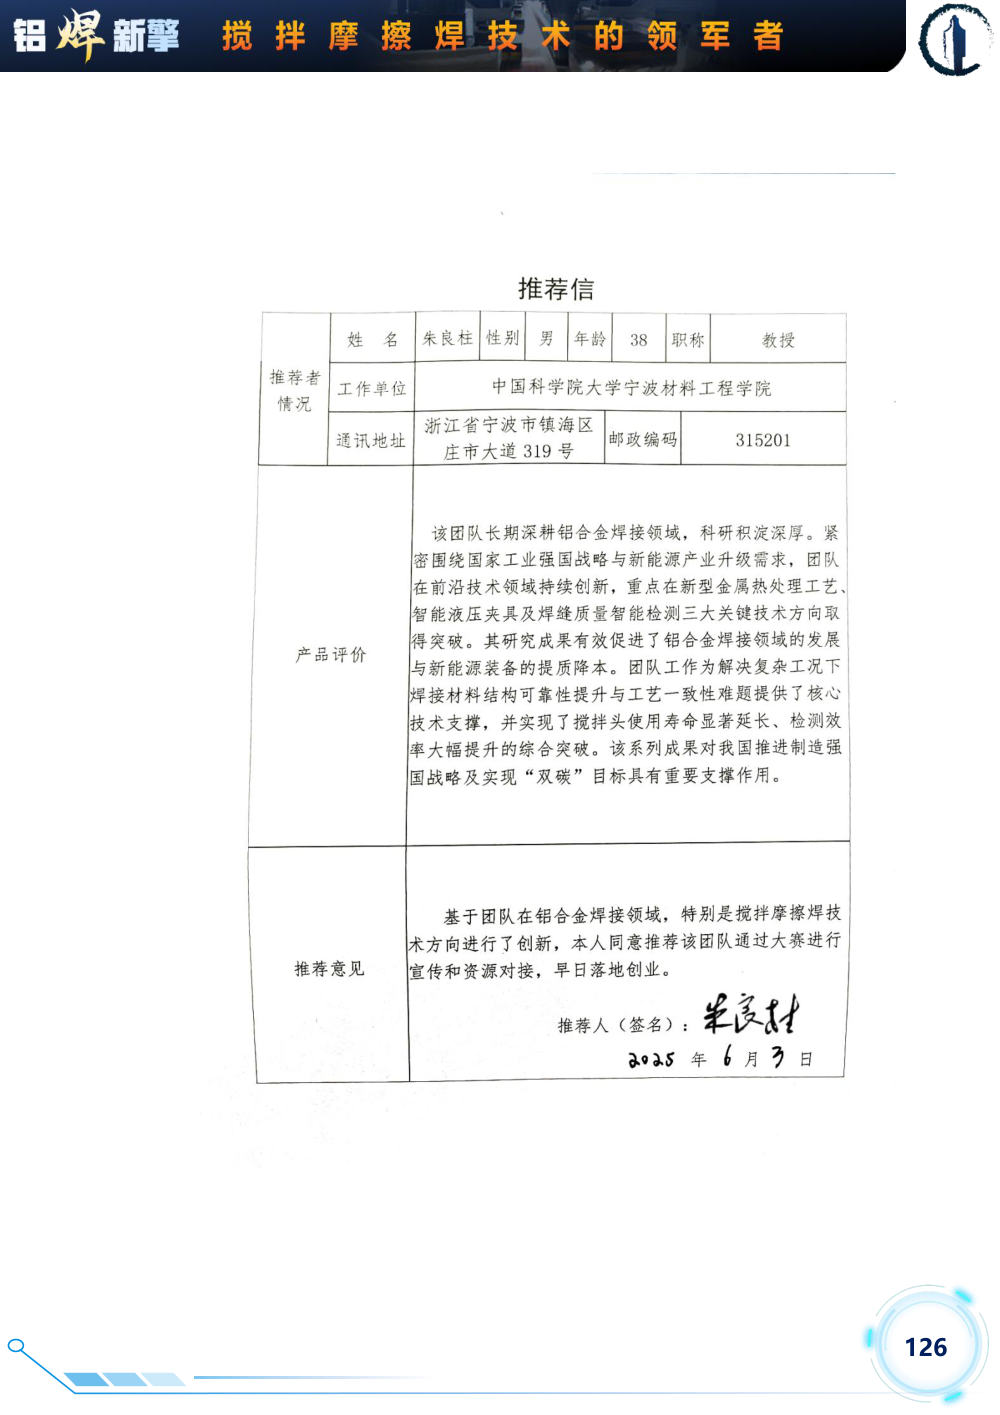 铝焊新擎 搅拌摩擦焊技术的领军者
推荐信
推荐者
情况
姓 名 朱良柱 性别 男 年龄 38 职称 教授
工作单位 中国科学院大学宁波材料工程学院
通讯地址 浙江省宁波市镇海区
庄市大道 319 号 邮政编码 315201
产品评价
该团队长期深耕铝合金焊接领域，科研积淀深厚。紧
密围绕国家工业强国战略与新能源产业升级需求，团队
在前沿技术领域持续创新，重点在新型金属热处理工艺、
智能液压夹具及焊缝质量智能检测三大关键技术方向取
得突破。其研究成果有效促进了铝合金焊接领域的发展
与新能源装备的提质降本。团队工作为解决复杂工况下
焊接材料结构可靠性提升与工艺一致性难题提供了核心
技术支撑，并实现了搅拌头使用寿命显著延长、检测效
率大幅提升的综合突破。该系列成果对我国推进制造强
国战略及实现“双碳”目标具有重要支撑作用。
推荐意见
基于团队在铝合金焊接领域，特别是搅拌摩擦焊技
术方向进行了创新，本人同意推荐该团队通过大赛进行
宣传和资源对接，早日落地创业。
推荐人（签名）：朱良柱
2025 年 6 月 3 日
126